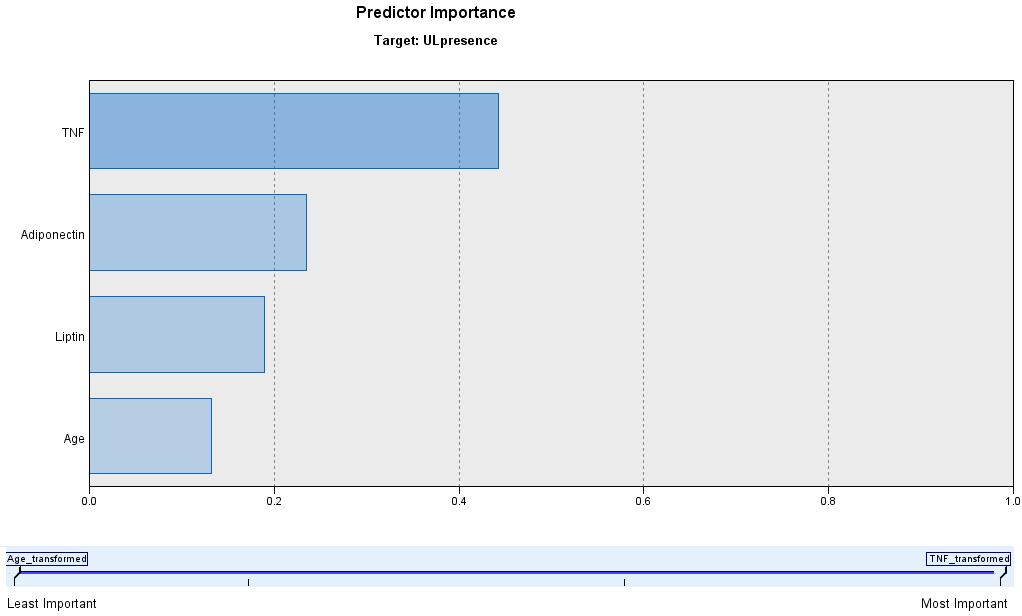 Predictor Importance
Target: ULpresence
TNF
Adiponectin
Liptin
Age
0.0 0.2 0.4 0.6 0.8 1.0
Age_transformed TNF_transformed
Least Important Most Important